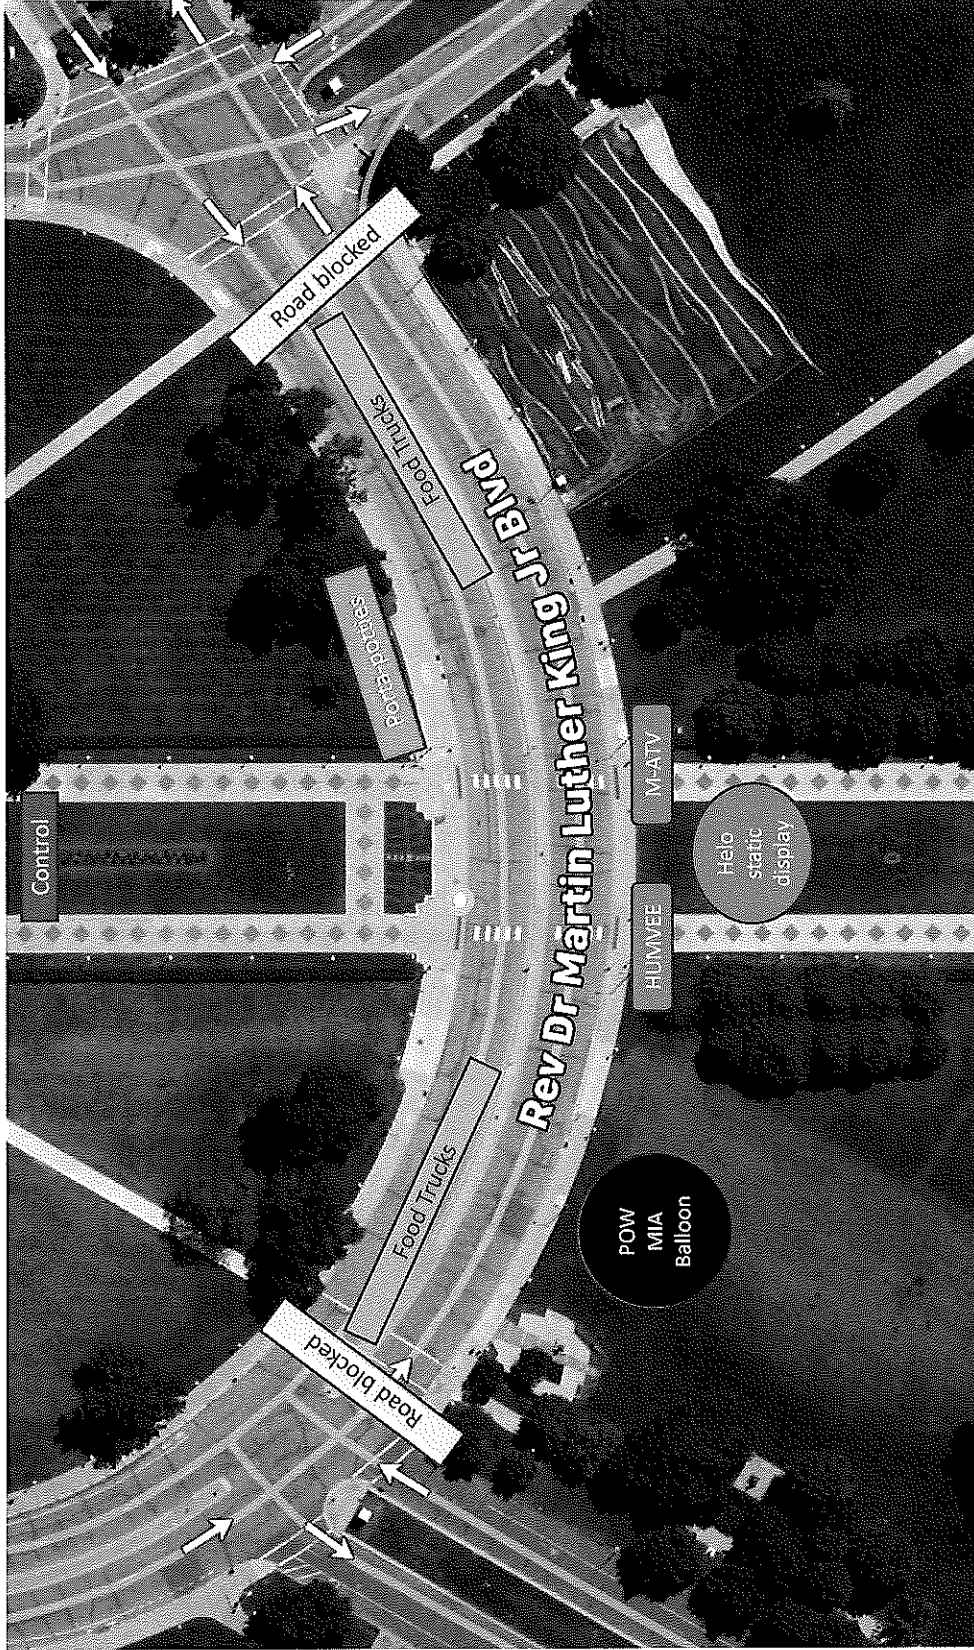 Control
Road blocked
Food Trucks
Porta-potties
Food Trucks
Road blocked
Rev Dr Martin Luther King Jr Blvd
HUMVEE
M-ATV
POW
MIA
Balloon
Helo
static
display